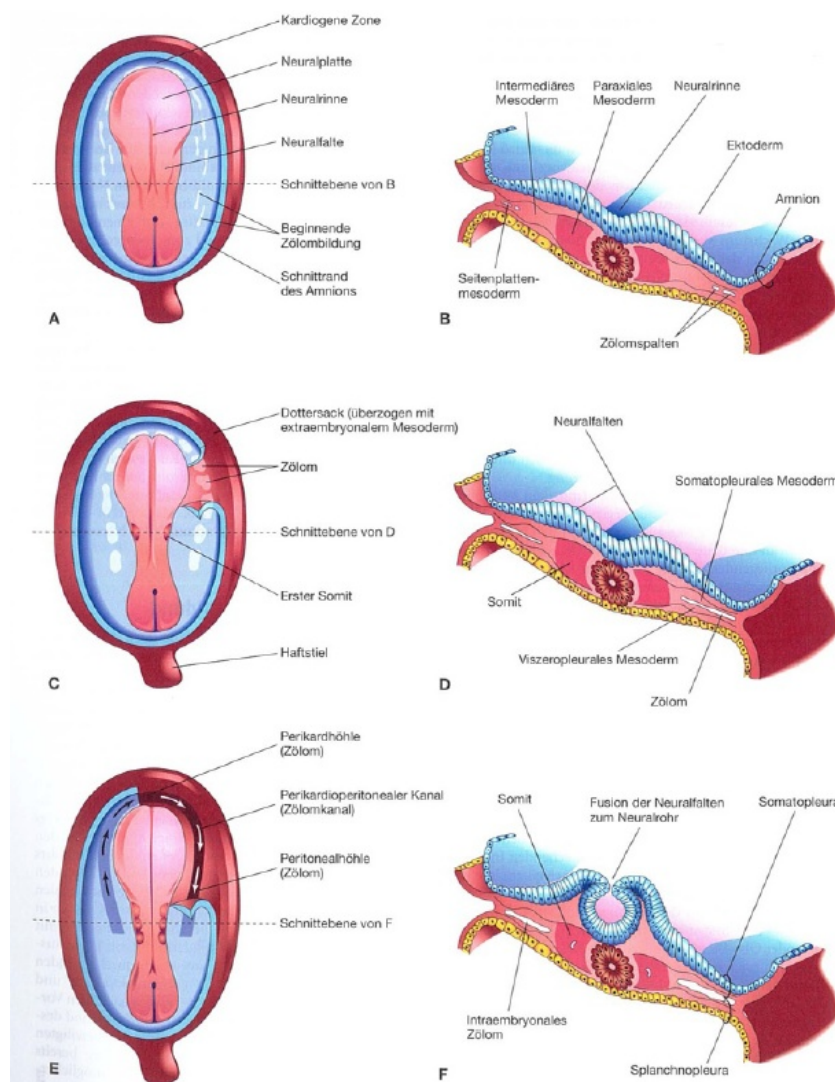 Kardiogene Zone
Neuralplatte
Neuralrinne
Neuralfalte
Schnittebene von B
Beginnende
Zölombildung
Schnittrand
des Amnions
A
Intermediäres
Mesoderm
Paraxiales
Mesoderm
Neuralrinne
Ektoderm
Amnion
Seitenplatten-
mesoderm
Zölomspalten
B
Dottersack (überzogen mit
extraembryonalem Mesoderm)
Zölom
Schnittebene von D
Erster Somit
Haftstiel
C
Neuralfalten
Somatopleurales Mesoderm
Somit
Viszeropleurales Mesoderm
Zölom
D
Perikardhöhle
(Zölom)
Perikardioperitonealer Kanal
(Zölomkanal)
Peritonealhöhle
(Zölom)
Schnittebene von F
E
Somit
Fusion der Neuralfalten
zum Neuralrohr
Somatopleura
Intraembryonales
Zölom
Splanchnopleura
F